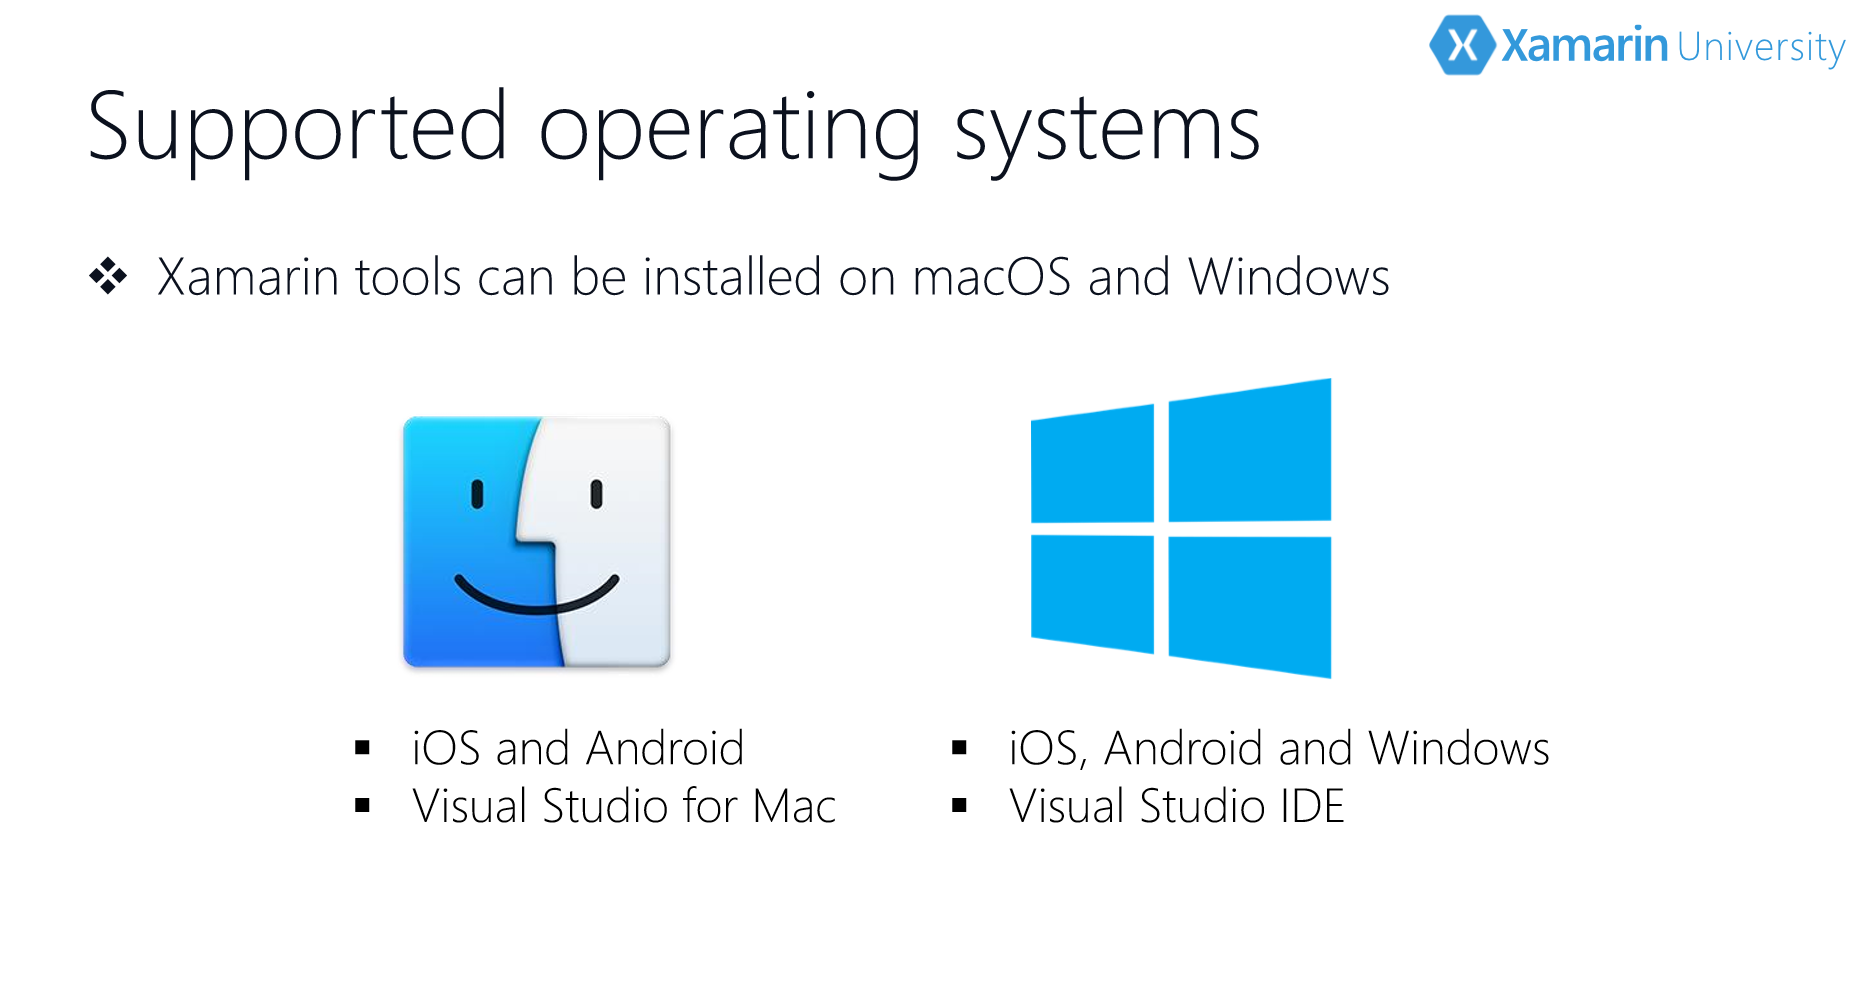 Xamarin University
Supported operating systems
❖ Xamarin tools can be installed on macOS and Windows
▪ iOS and Android
▪ Visual Studio for Mac
▪ iOS, Android and Windows
▪ Visual Studio IDE